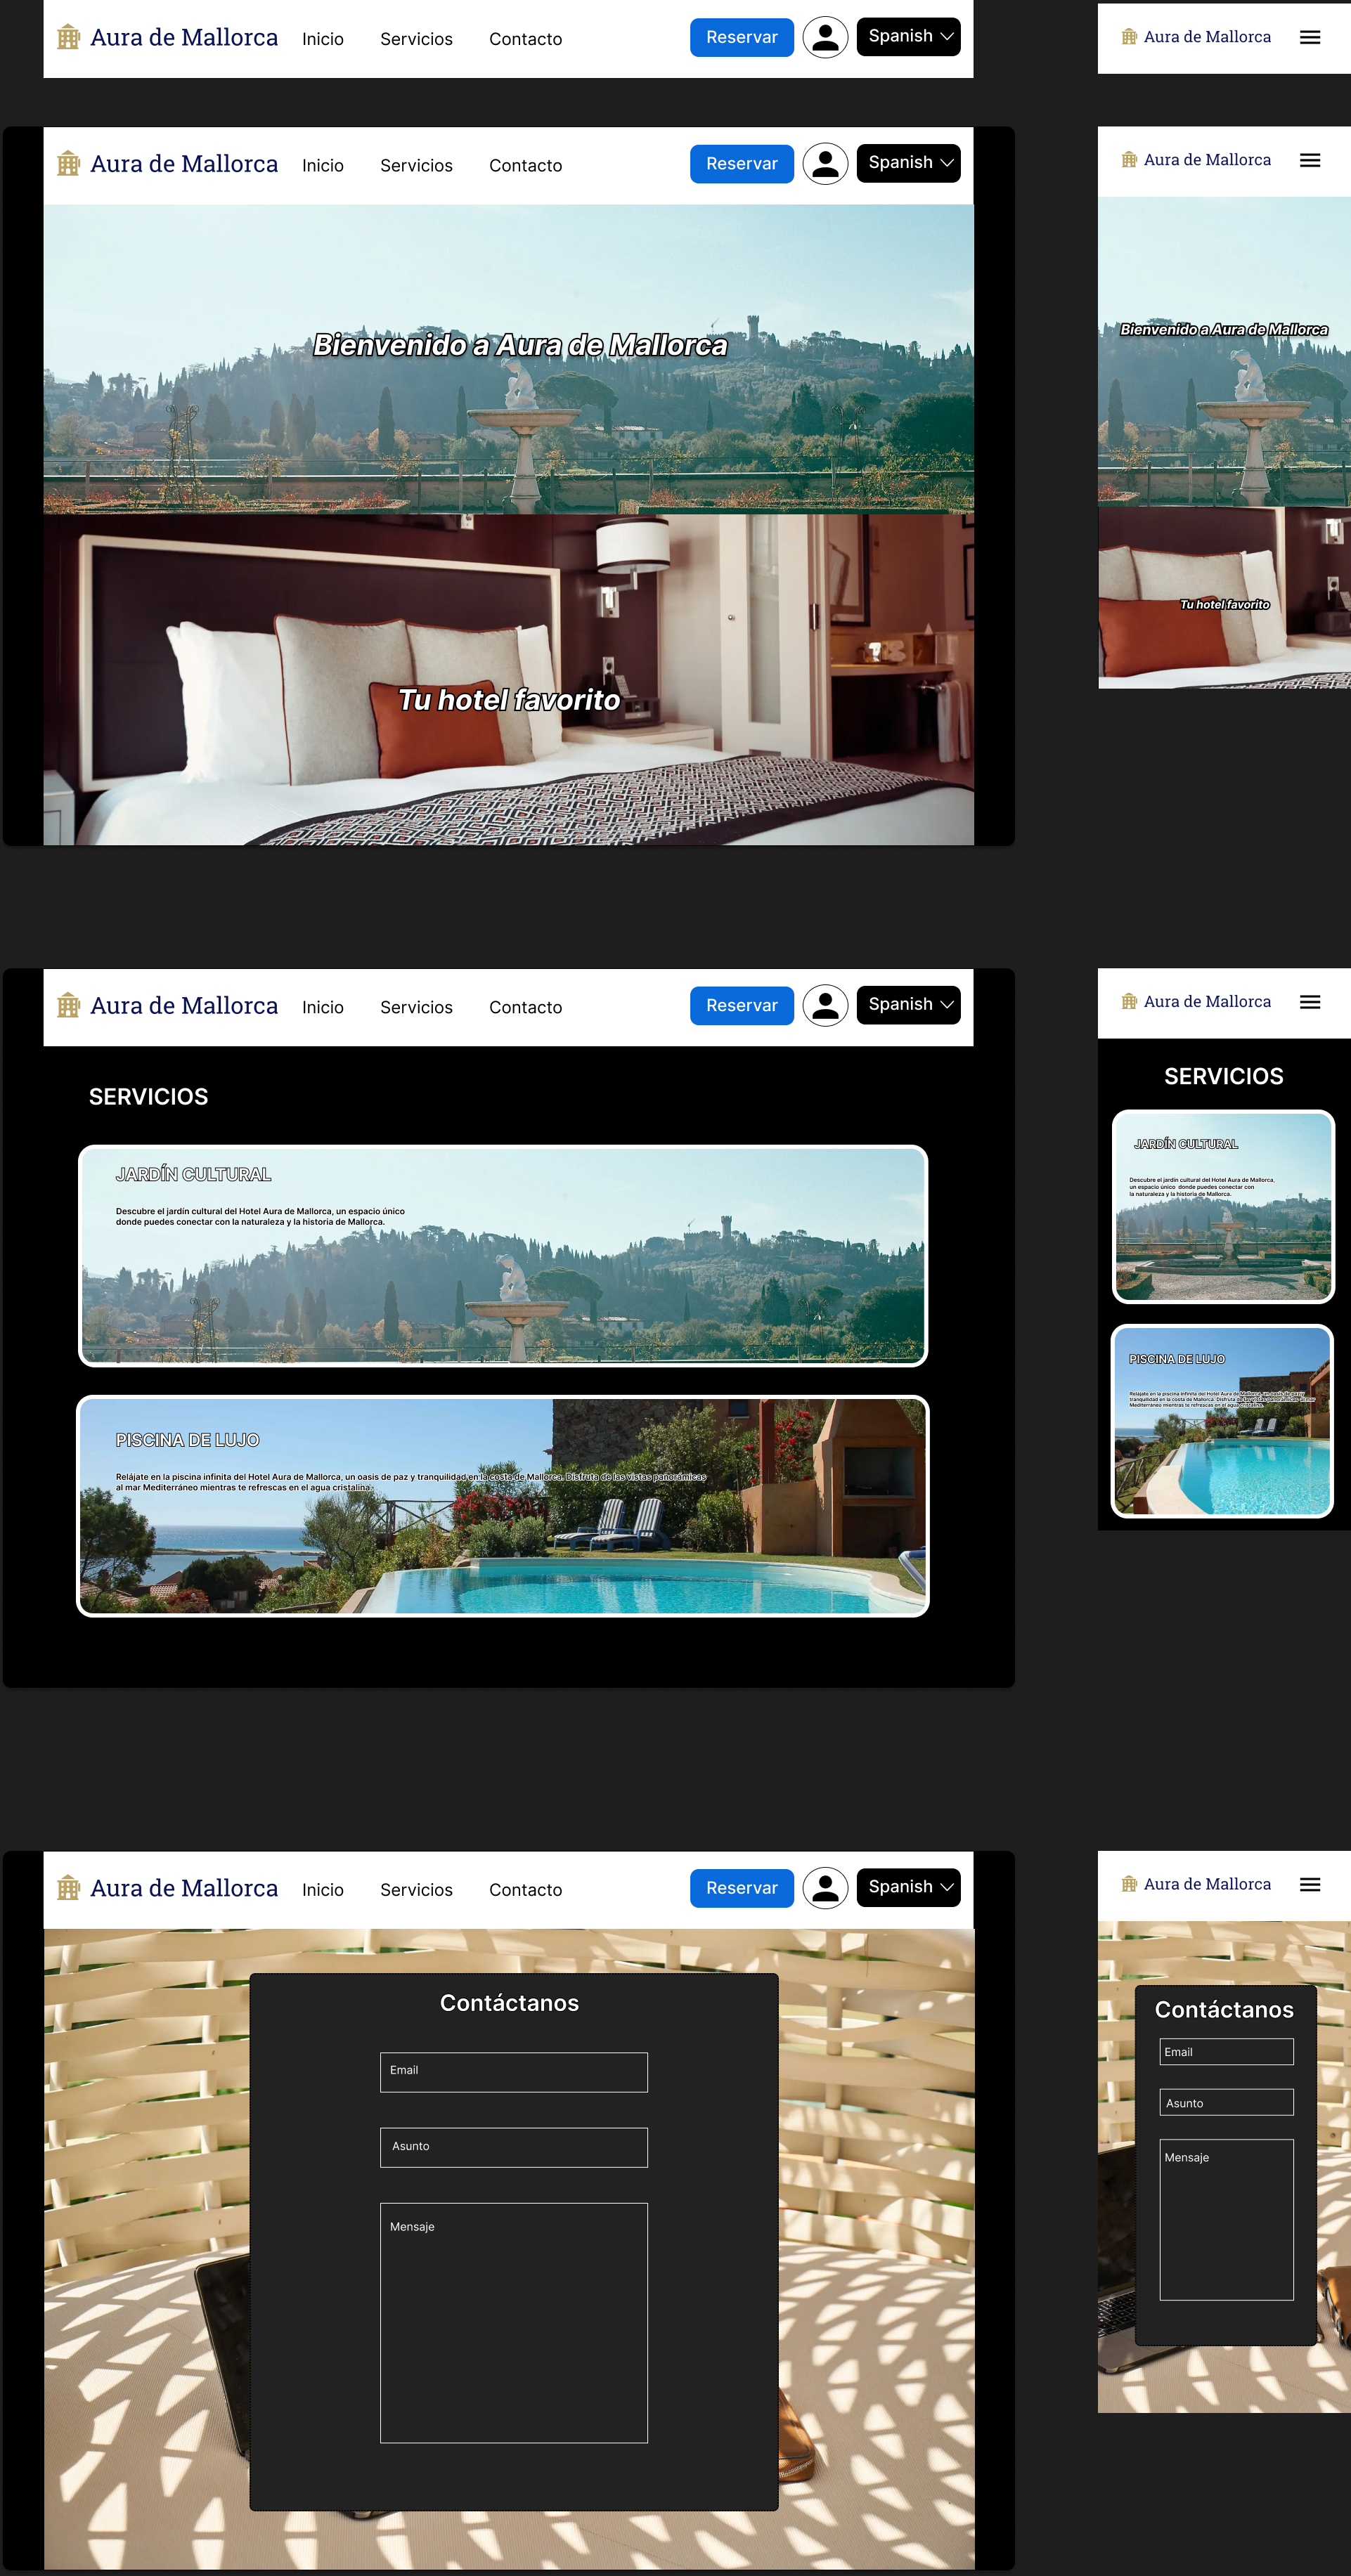 Aura de Mallorca Inicio Servicios Contacto Reservar Spanish
Aura de Mallorca
Aura de Mallorca Inicio Servicios Contacto Reservar Spanish
Bienvenido a Aura de Mallorca
Tu hotel favorito
Aura de Mallorca
Bienvenido a Aura de Mallorca
Tu hotel favorito
Aura de Mallorca Inicio Servicios Contacto Reservar Spanish
SERVICIOS
JARDÍN CULTURAL
Descubre el jardín cultural del Hotel Aura de Mallorca, un espacio único
donde puedes conectar con la naturaleza y la historia de Mallorca.
PISCINA DE LUJO
Relájate en la piscina infinita del Hotel Aura de Mallorca, un oasis de paz y tranquilidad en la costa de Mallorca. Disfruta de las vistas panorámicas
al mar Mediterráneo mientras te refrescas en el agua cristalina.
Aura de Mallorca
SERVICIOS
JARDÍN CULTURAL
Descubre el jardín cultural del Hotel Aura de Mallorca,
un espacio único donde puedes conectar con
la naturaleza y la historia de Mallorca.
PISCINA DE LUJO
Relájate en la piscina infinita del Hotel Aura de Mallorca, un oasis de paz y
tranquilidad en la costa de Mallorca. Disfruta de las vistas panorámicas al mar
Mediterráneo mientras te refrescas en el agua cristalina.
Aura de Mallorca Inicio Servicios Contacto Reservar Spanish
Contáctanos
Email
Asunto
Mensaje
Aura de Mallorca
Contáctanos
Email
Asunto
Mensaje